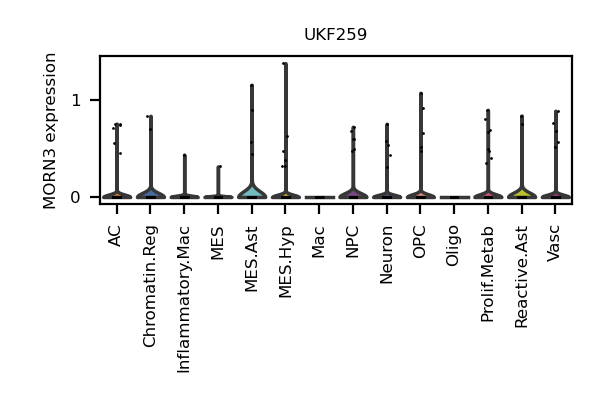 UKF259
MORN3 expression
1
0
AC
Chromatin.Reg
Inflammatory.Mac
MES
MES.Ast
MES.Hyp
Mac
NPC
Neuron
OPC
Oligo
Prolif.Metab
Reactive.Ast
Vasc